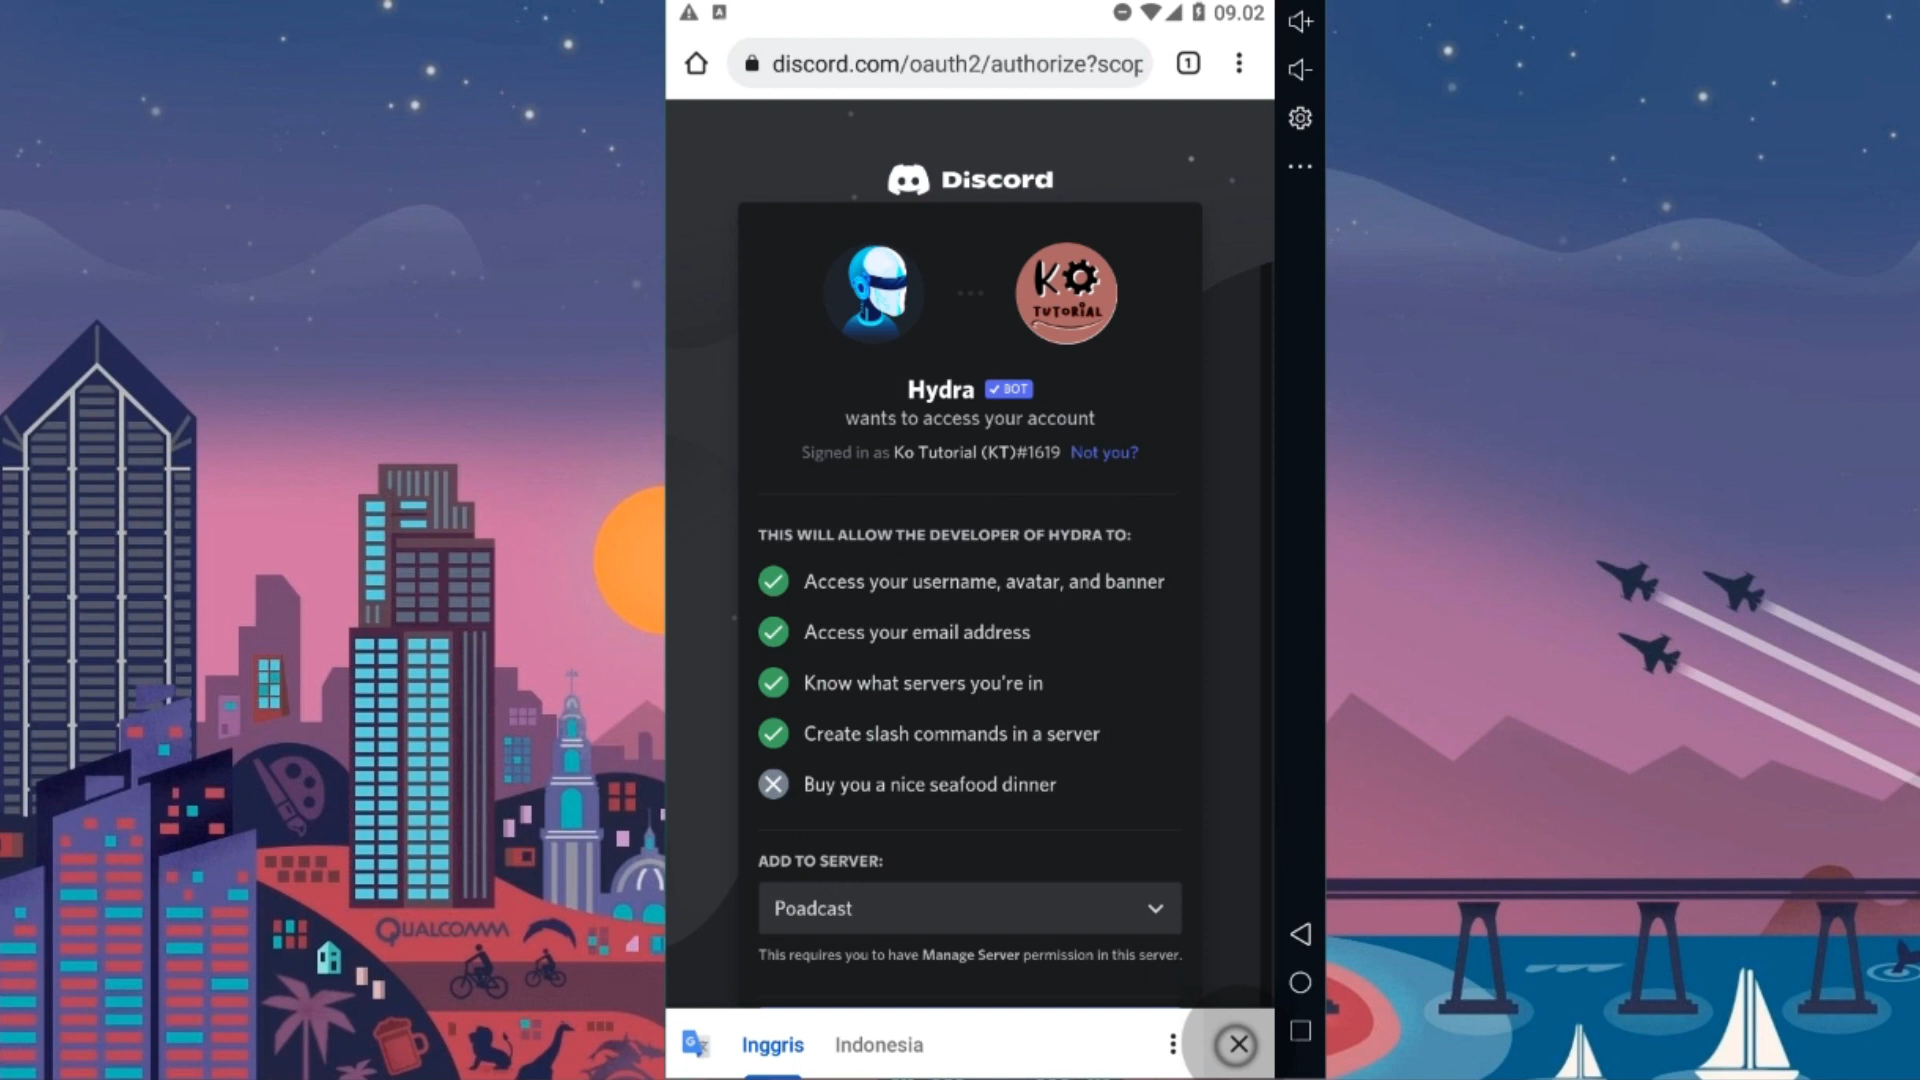 09.02
discord.com/oauth2/authorize?scop
1
Discord
KO
TUTORIAL
Hydra BOT
wants to access your account
Signed in as Ko Tutorial (KT)#1619 Not you?
THIS WILL ALLOW THE DEVELOPER OF HYDRA TO:
Access your username, avatar, and banner
Access your email address
Know what servers you're in
Create slash commands in a server
Buy you a nice seafood dinner
ADD TO SERVER:
Poadcast
This requires you to have Manage Server permission in this server.
Inggris Indonesia
QUALCOMM